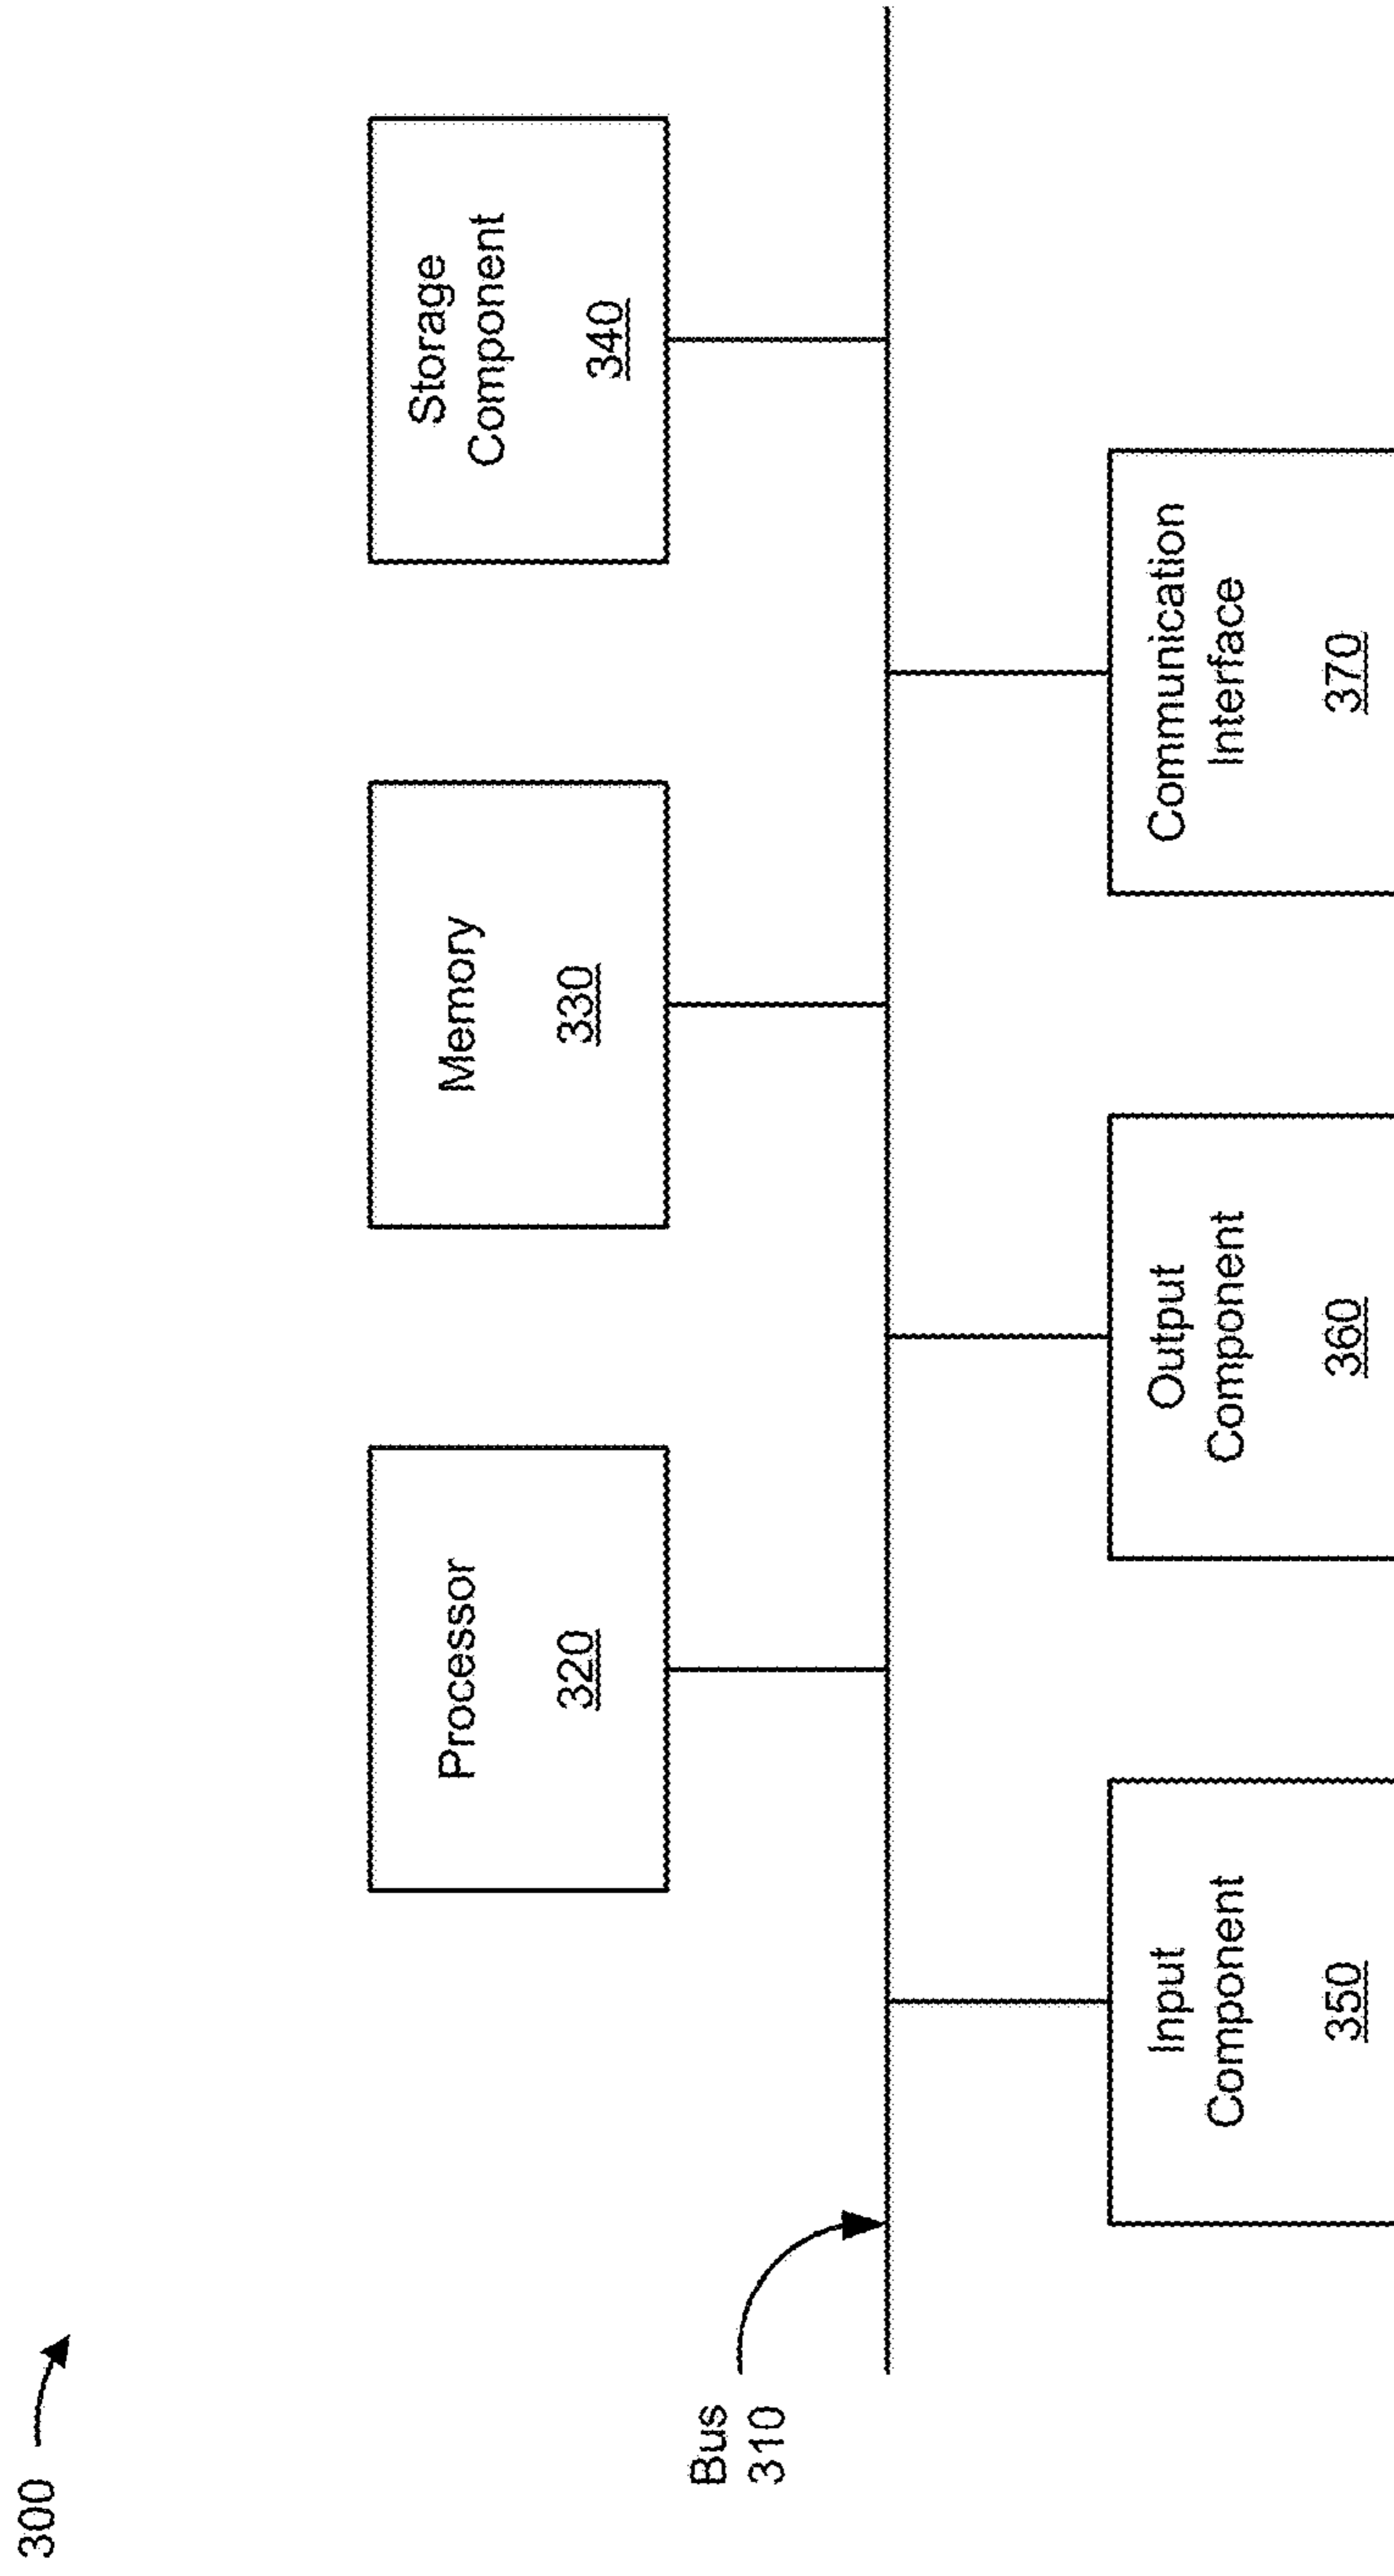 300
Processor
320
Memory
330
Storage
Component
340
Bus
310
Input
Component
350
Output
Component
360
Communication
Interface
370